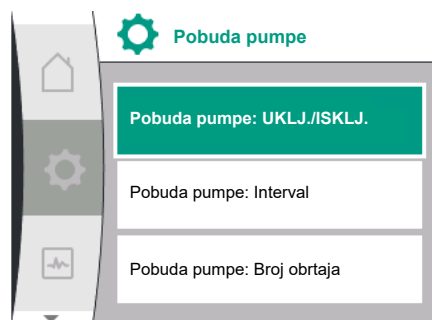 Pobuda pumpe
Pobuda pumpe: UKLJ./ISKLJ.
Pobuda pumpe: Interval
Pobuda pumpe: Broj obrtaja